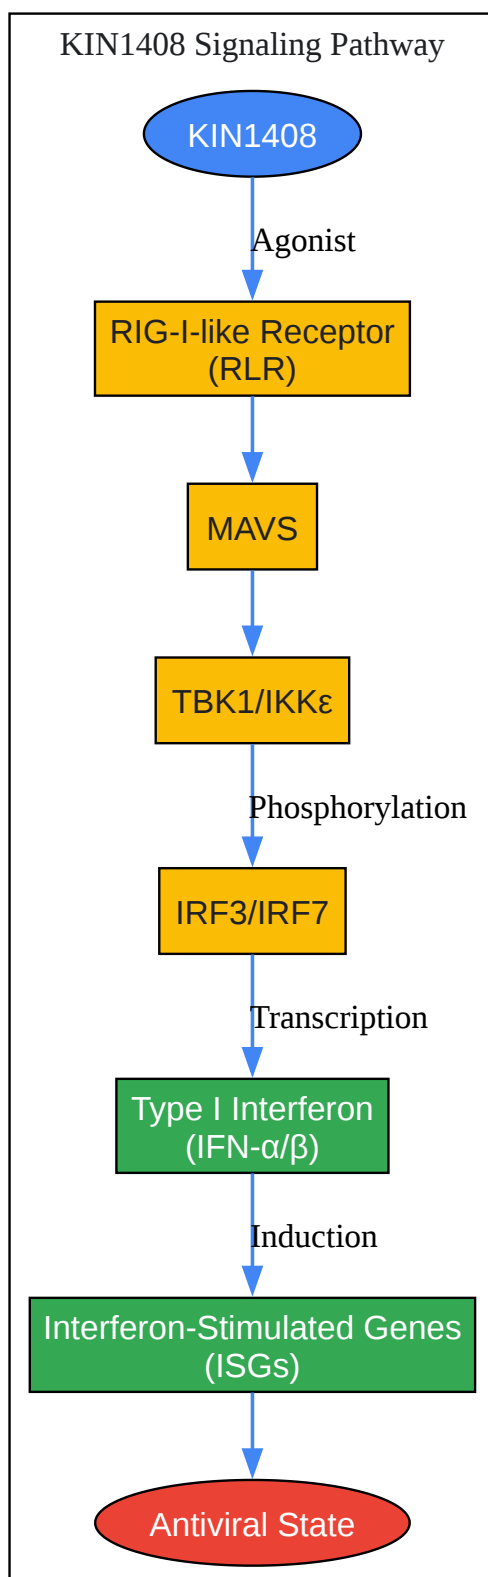 KIN1408 Signaling Pathway
KIN1408
Agonist
RIG-I-like Receptor
(RLR)
MAVS
TBK1/IKKε
Phosphorylation
IRF3/IRF7
Transcription
Type I Interferon
(IFN-α/β)
Induction
Interferon-Stimulated Genes
(ISGs)
Antiviral State